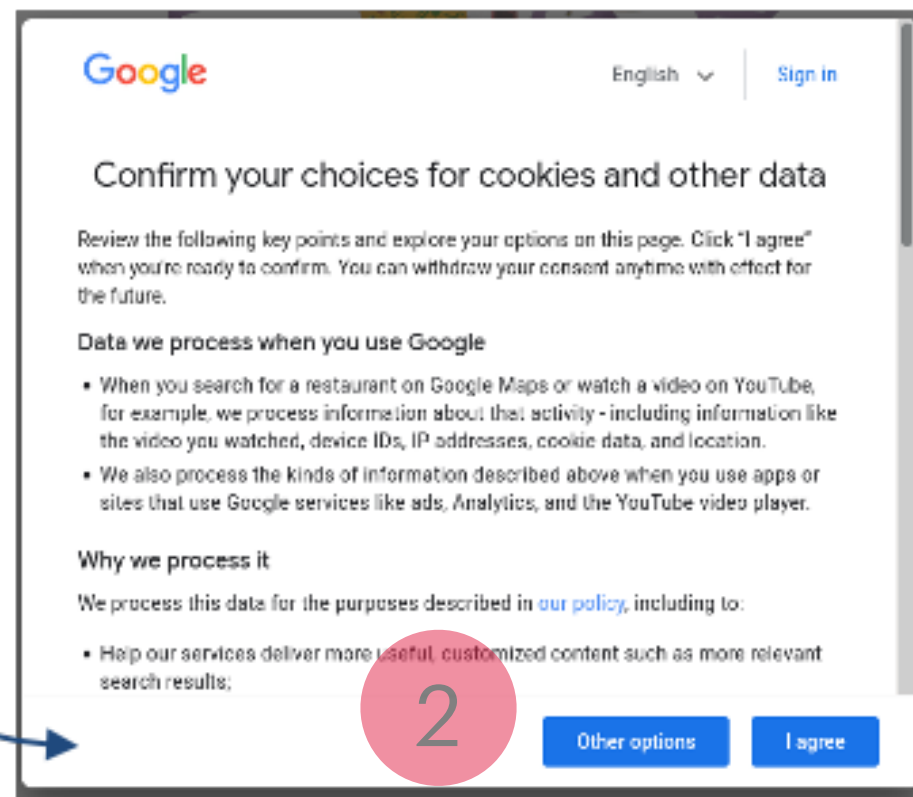 Google
English
Sign in
Confirm your choices for cookies and other data
Review the following key points and explore your options on this page. Click “I agree”
when you're ready to confirm. You can withdraw your consent anytime with effect for
the future.
Data we process when you use Google
• When you search for a restaurant on Google Maps or watch a video on YouTube,
for example, we process information about that activity - including information like
the video you watched, device IDs, IP addresses, cookie data, and location.
• We also process the kinds of information described above when you use apps or
sites that use Google services like ads, Analytics, and the YouTube video player.
Why we process it
We process this data for the purposes described in our policy, including to:
• Help our services deliver more useful, customized content such as more relevant
search results;
2
Other options
I agree